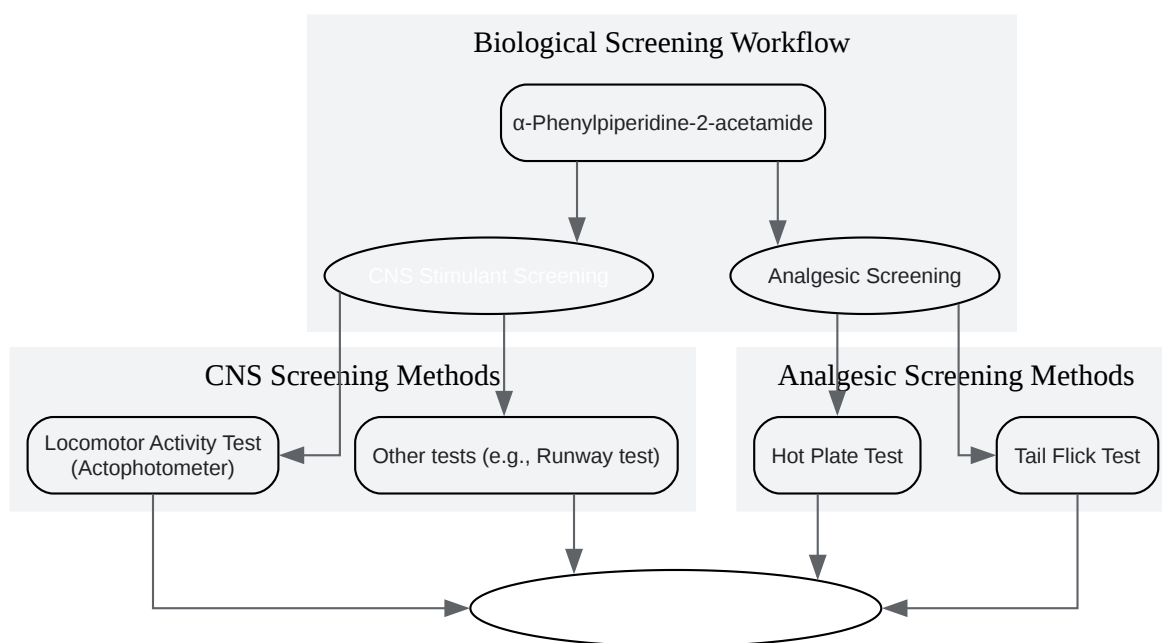 Biological Screening Workflow
α-Phenylpiperidine-2-acetamide
CNS Stimulant Screening
Analgesic Screening
CNS Screening Methods
Analgesic Screening Methods
Locomotor Activity Test
(Actophotometer)
Other tests (e.g., Runway test)
Hot Plate Test
Tail Flick Test